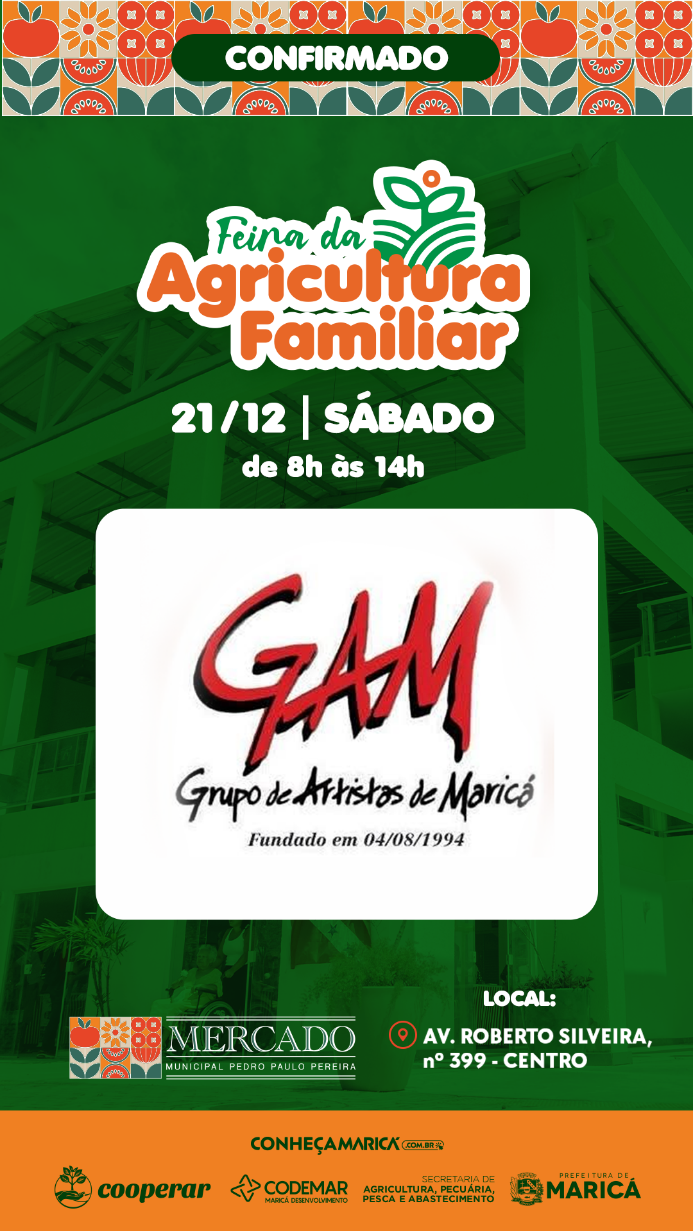 CONFIRMADO
Feira da
Agricultura
Familiar
21/12 | SÁBADO
de 8h às 14h
GAM
Grupo de Artistas de Maricá
Fundado em 04/08/1994
LOCAL:
AV. ROBERTO SILVEIRA,
nº 399 - CENTRO
MERCADO
MUNICIPAL PEDRO PAULO PEREIRA
CONHEÇAMARICÁ .COM.BR
cooperar
CODEMAR
MARICÁ DESENVOLVIMENTO
SECRETARIA DE
AGRICULTURA, PECUÁRIA,
PESCA E ABASTECIMENTO
PREFEITURA DE
MARICÁ